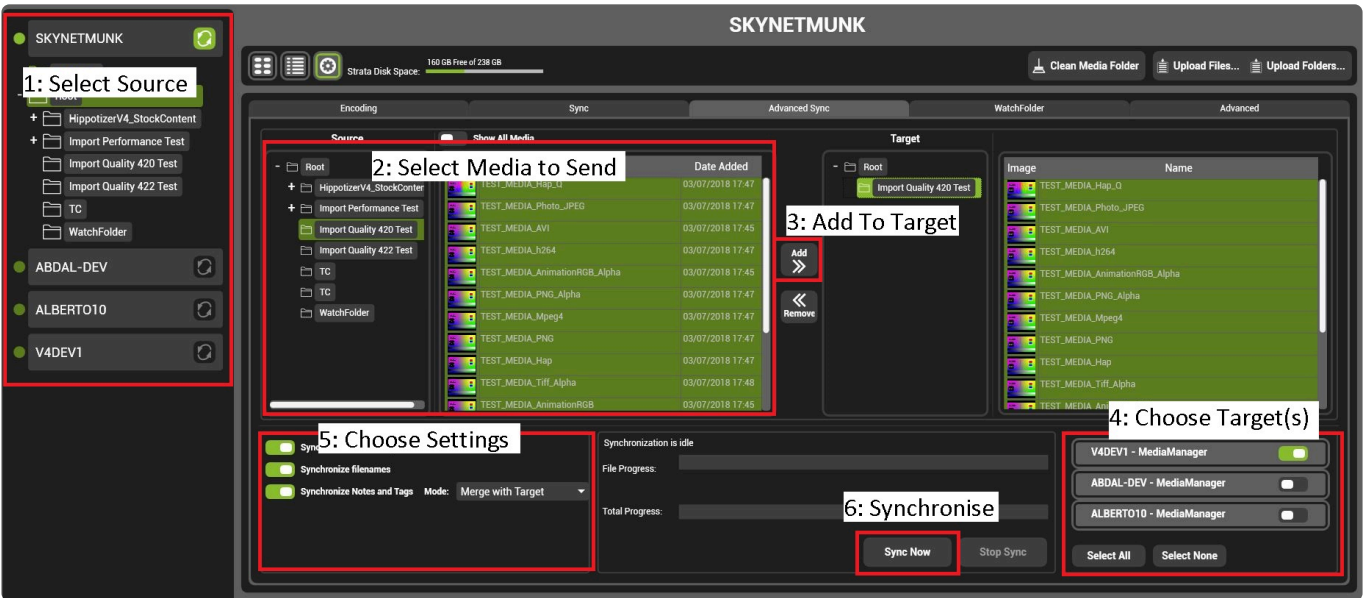 SKYNETMUNK
SKYNETMUNK
1: Select Source
Root
HippotizerV4_StockContent
Import Performance Test
Import Quality 420 Test
Import Quality 422 Test
TC
WatchFolder
ABDAL-DEV
ALBERTO10
V4DEV1
Strata Disk Space:
160 GB Free of 238 GB
Clean Media Folder
Upload Files...
Upload Folders...
Encoding
Sync
Advanced Sync
WatchFolder
Advanced
Source
Show All Media
2: Select Media to Send
Root
HippotizerV4_StockConter
Import Performance Test
Import Quality 420 Test
Import Quality 422 Test
TC
TC
WatchFolder
Date Added
TEST_MEDIA_Hap_Q 03/07/2018 17:47
TEST_MEDIA_Photo_JPEG 03/07/2018 17:47
TEST_MEDIA_AVI 03/07/2018 17:45
TEST_MEDIA_h264 03/07/2018 17:47
TEST_MEDIA_AnimationRGB_Alpha 03/07/2018 17:45
TEST_MEDIA_PNG_Alpha 03/07/2018 17:47
TEST_MEDIA_Mpeg4 03/07/2018 17:47
TEST_MEDIA_PNG 03/07/2018 17:47
TEST_MEDIA_Hap 03/07/2018 17:47
TEST_MEDIA_Tiff_Alpha 03/07/2018 17:48
TEST_MEDIA_AnimationRGB 03/07/2018 17:45
3: Add To Target
Add
Remove
Target
Root
Import Quality 420 Test
Image Name
TEST_MEDIA_Hap_Q
TEST_MEDIA_Photo_JPEG
TEST_MEDIA_AVI
TEST_MEDIA_h264
TEST_MEDIA_AnimationRGB_Alpha
TEST_MEDIA_PNG_Alpha
TEST_MEDIA_Mpeg4
TEST_MEDIA_PNG
TEST_MEDIA_Hap
TEST_MEDIA_Tiff_Alpha
5: Choose Settings
Synchronize filenames
Synchronize Notes and Tags Mode: Merge with Target
Synchronization is idle
File Progress:
Total Progress:
6: Synchronise
Sync Now
Stop Sync
4: Choose Target(s)
V4DEV1 - MediaManager
ABDAL-DEV - MediaManager
ALBERTO10 - MediaManager
Select All
Select None